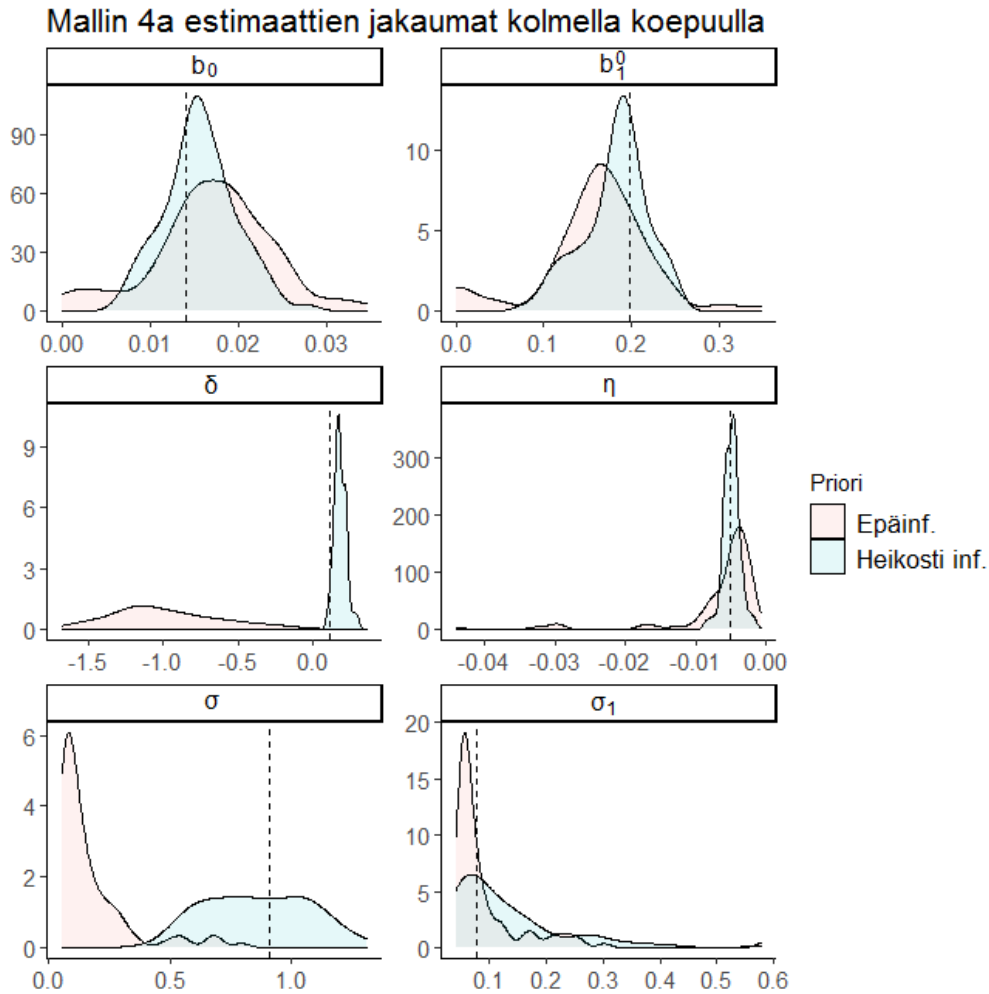 Mallin 4a estimaattien jakaumat kolmella koepuulla
b₀
b₁⁰
90
60
30
0
10
5
0
0.00 0.01 0.02 0.03
0.0 0.1 0.2 0.3
δ
η
9
6
3
0
300
200
100
0
-1.5 -1.0 -0.5 0.0
-0.04 -0.03 -0.02 -0.01 0.00
Priori
Epäinf.
Heikosti inf.
σ
σ₁
6
4
2
0
20
15
10
5
0
0.0 0.5 1.0
0.1 0.2 0.3 0.4 0.5 0.6